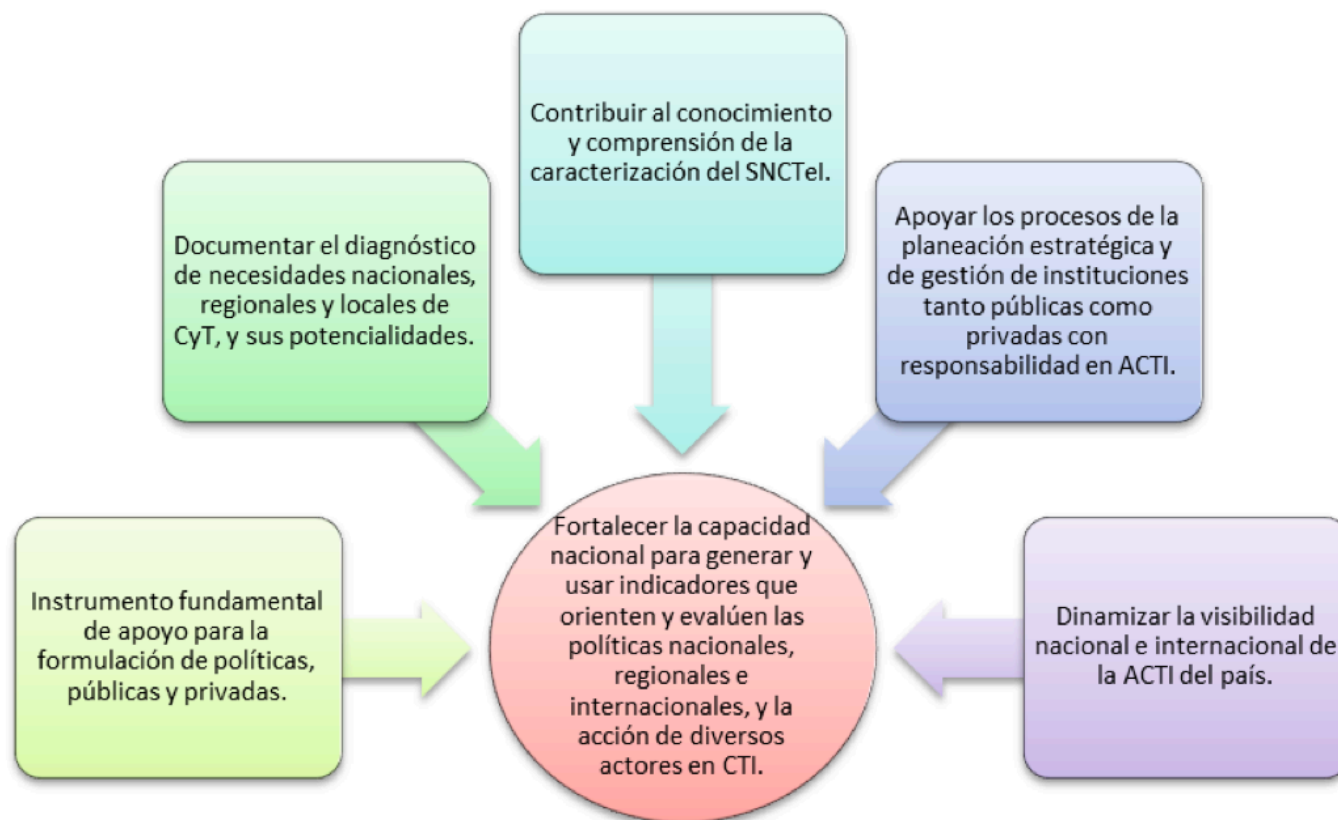 Contribuir al conocimiento
y comprensión de la
caracterización del SNCTeI.
Documentar el diagnóstico
de necesidades nacionales,
regionales y locales de
CyT, y sus potencialidades.
Apoyar los procesos de la
planeación estratégica y
de gestión de instituciones
tanto públicas como
privadas con
responsabilidad en ACTI.
Instrumento fundamental
de apoyo para la
formulación de políticas,
públicas y privadas.
Fortalecer la capacidad
nacional para generar y
usar indicadores que
orienten y evalúen las
políticas nacionales,
regionales e
internacionales, y la
acción de diversos
actores en CTI.
Dinamizar la visibilidad
nacional e internacional de
la ACTI del país.